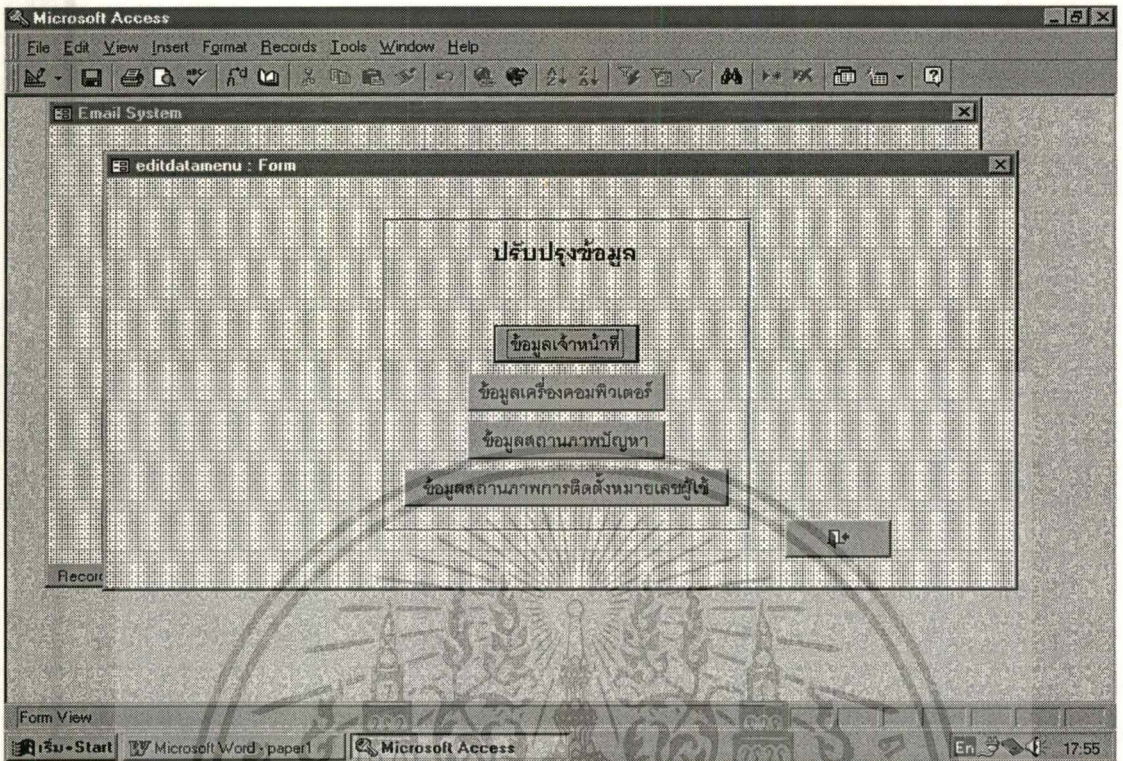 Microsoft Access
File Edit View Insert Format Records Tools Window Help
Email System
editdatamenu : Form
ปรับปรุงข้อมูล
ข้อมูลเจ้าหน้าที่
ข้อมูลเครื่องคอมพิวเตอร์
ข้อมูลสถานภาพปัญหา
ข้อมูลสถานภาพการติดตั้งหมายเลขผู้ใช้
Record
Form View
เริ่ม-Start Microsoft Word - paper1 Microsoft Access En 17:55